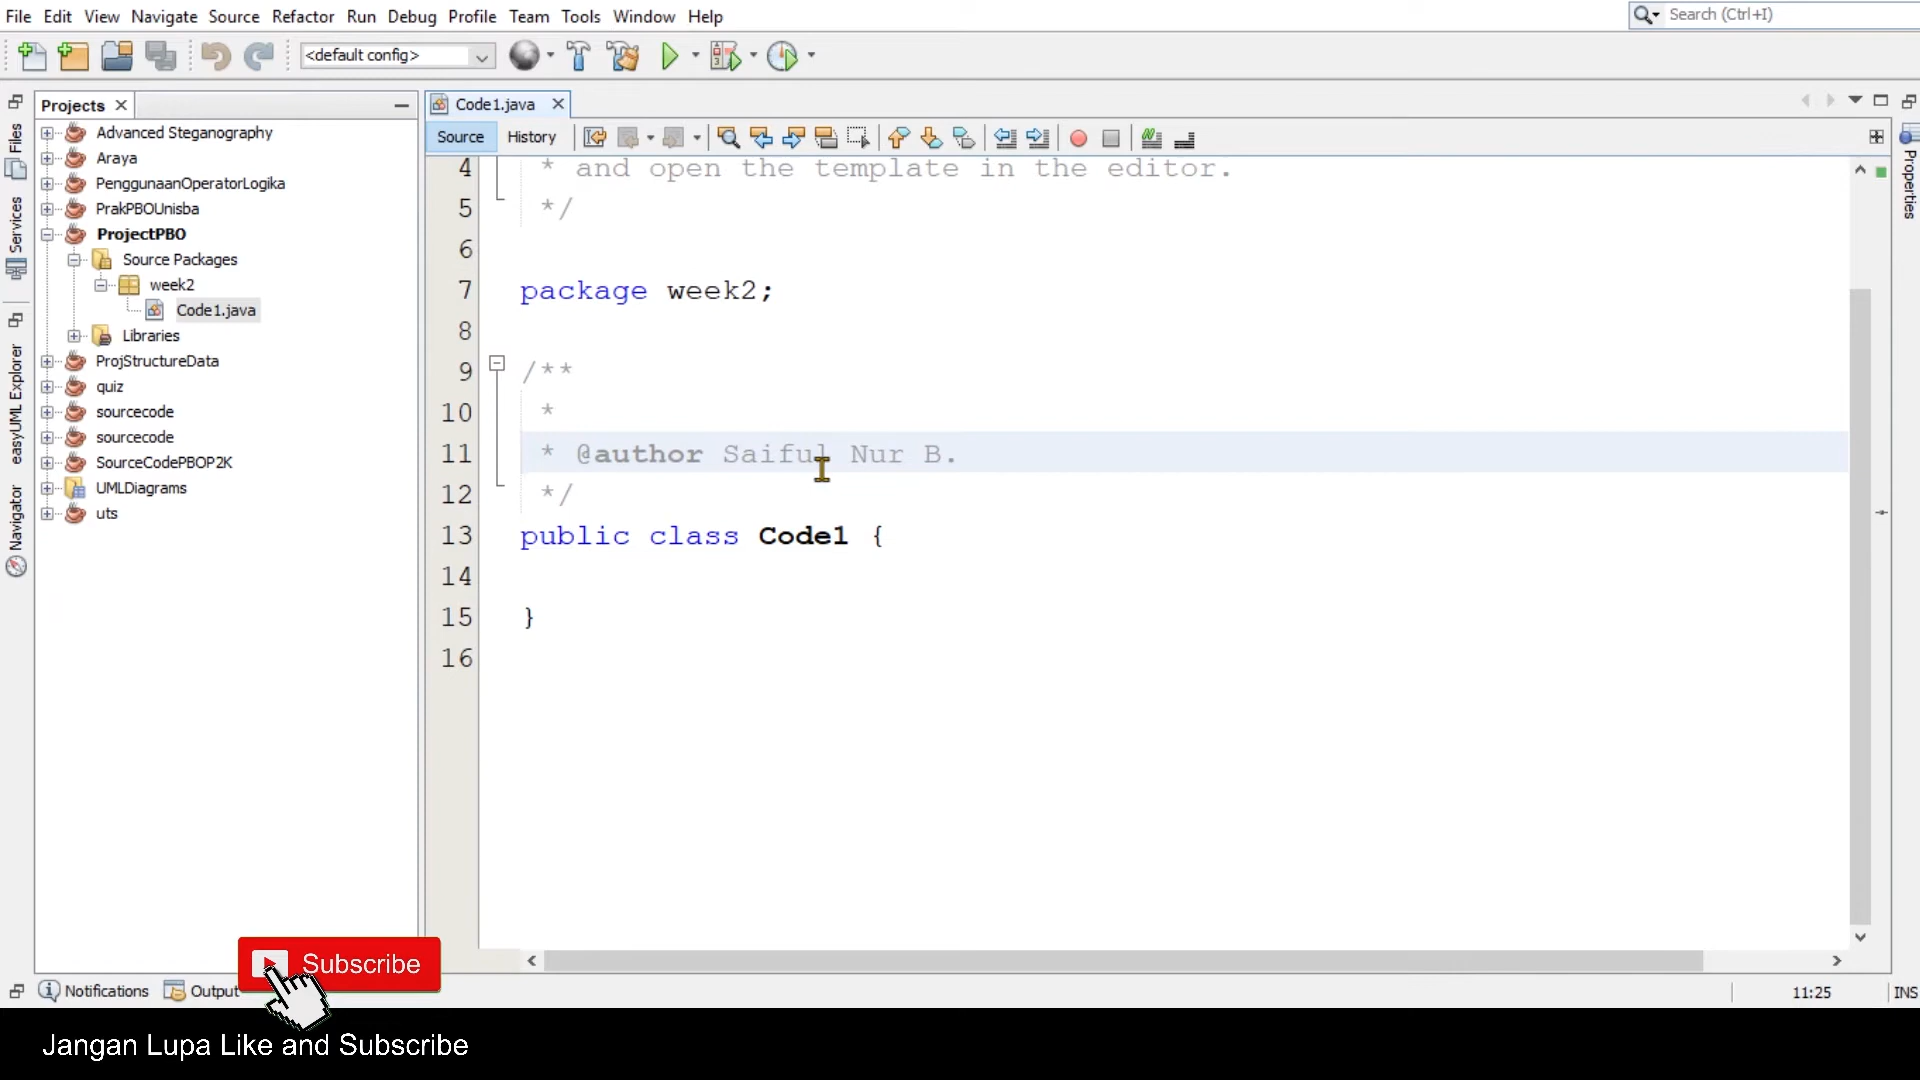 File Edit View Navigate Source Refactor Run Debug Profile Team Tools Window Help
Search (Ctrl+I)
<default config>
Files
Services
easyUML Explorer
Navigator
Projects
Advanced Steganography
Araya
PenggunaanOperatorLogika
PrakPBOUnisba
ProjectPBO
Source Packages
week2
Code1.java
Libraries
ProjStructureData
quiz
sourcecode
sourcecode
SourceCodePBOP2K
UMLDiagrams
uts
Code1.java
Source History
4 * and open the template in the editor.
5 */
6
7 package week2;
8
9 /**
10 *
11 * @author Saiful Nur B.
12 */
13 public class Code1 {
14
15 }
16
Properties
Subscribe
Notifications Output
11:25 INS
Jangan Lupa Like and Subscribe